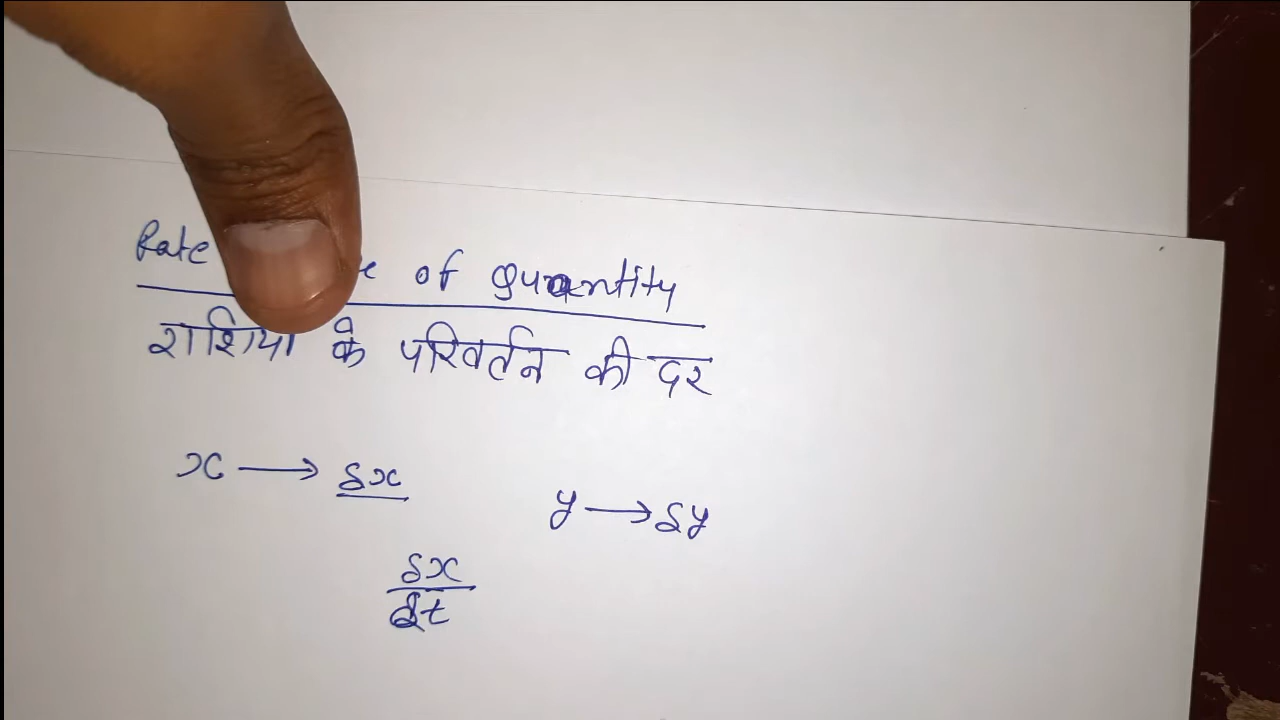 Rate of quantity
राशियों के परिवर्तन की दर
x → δx
y → δy
δx
δt